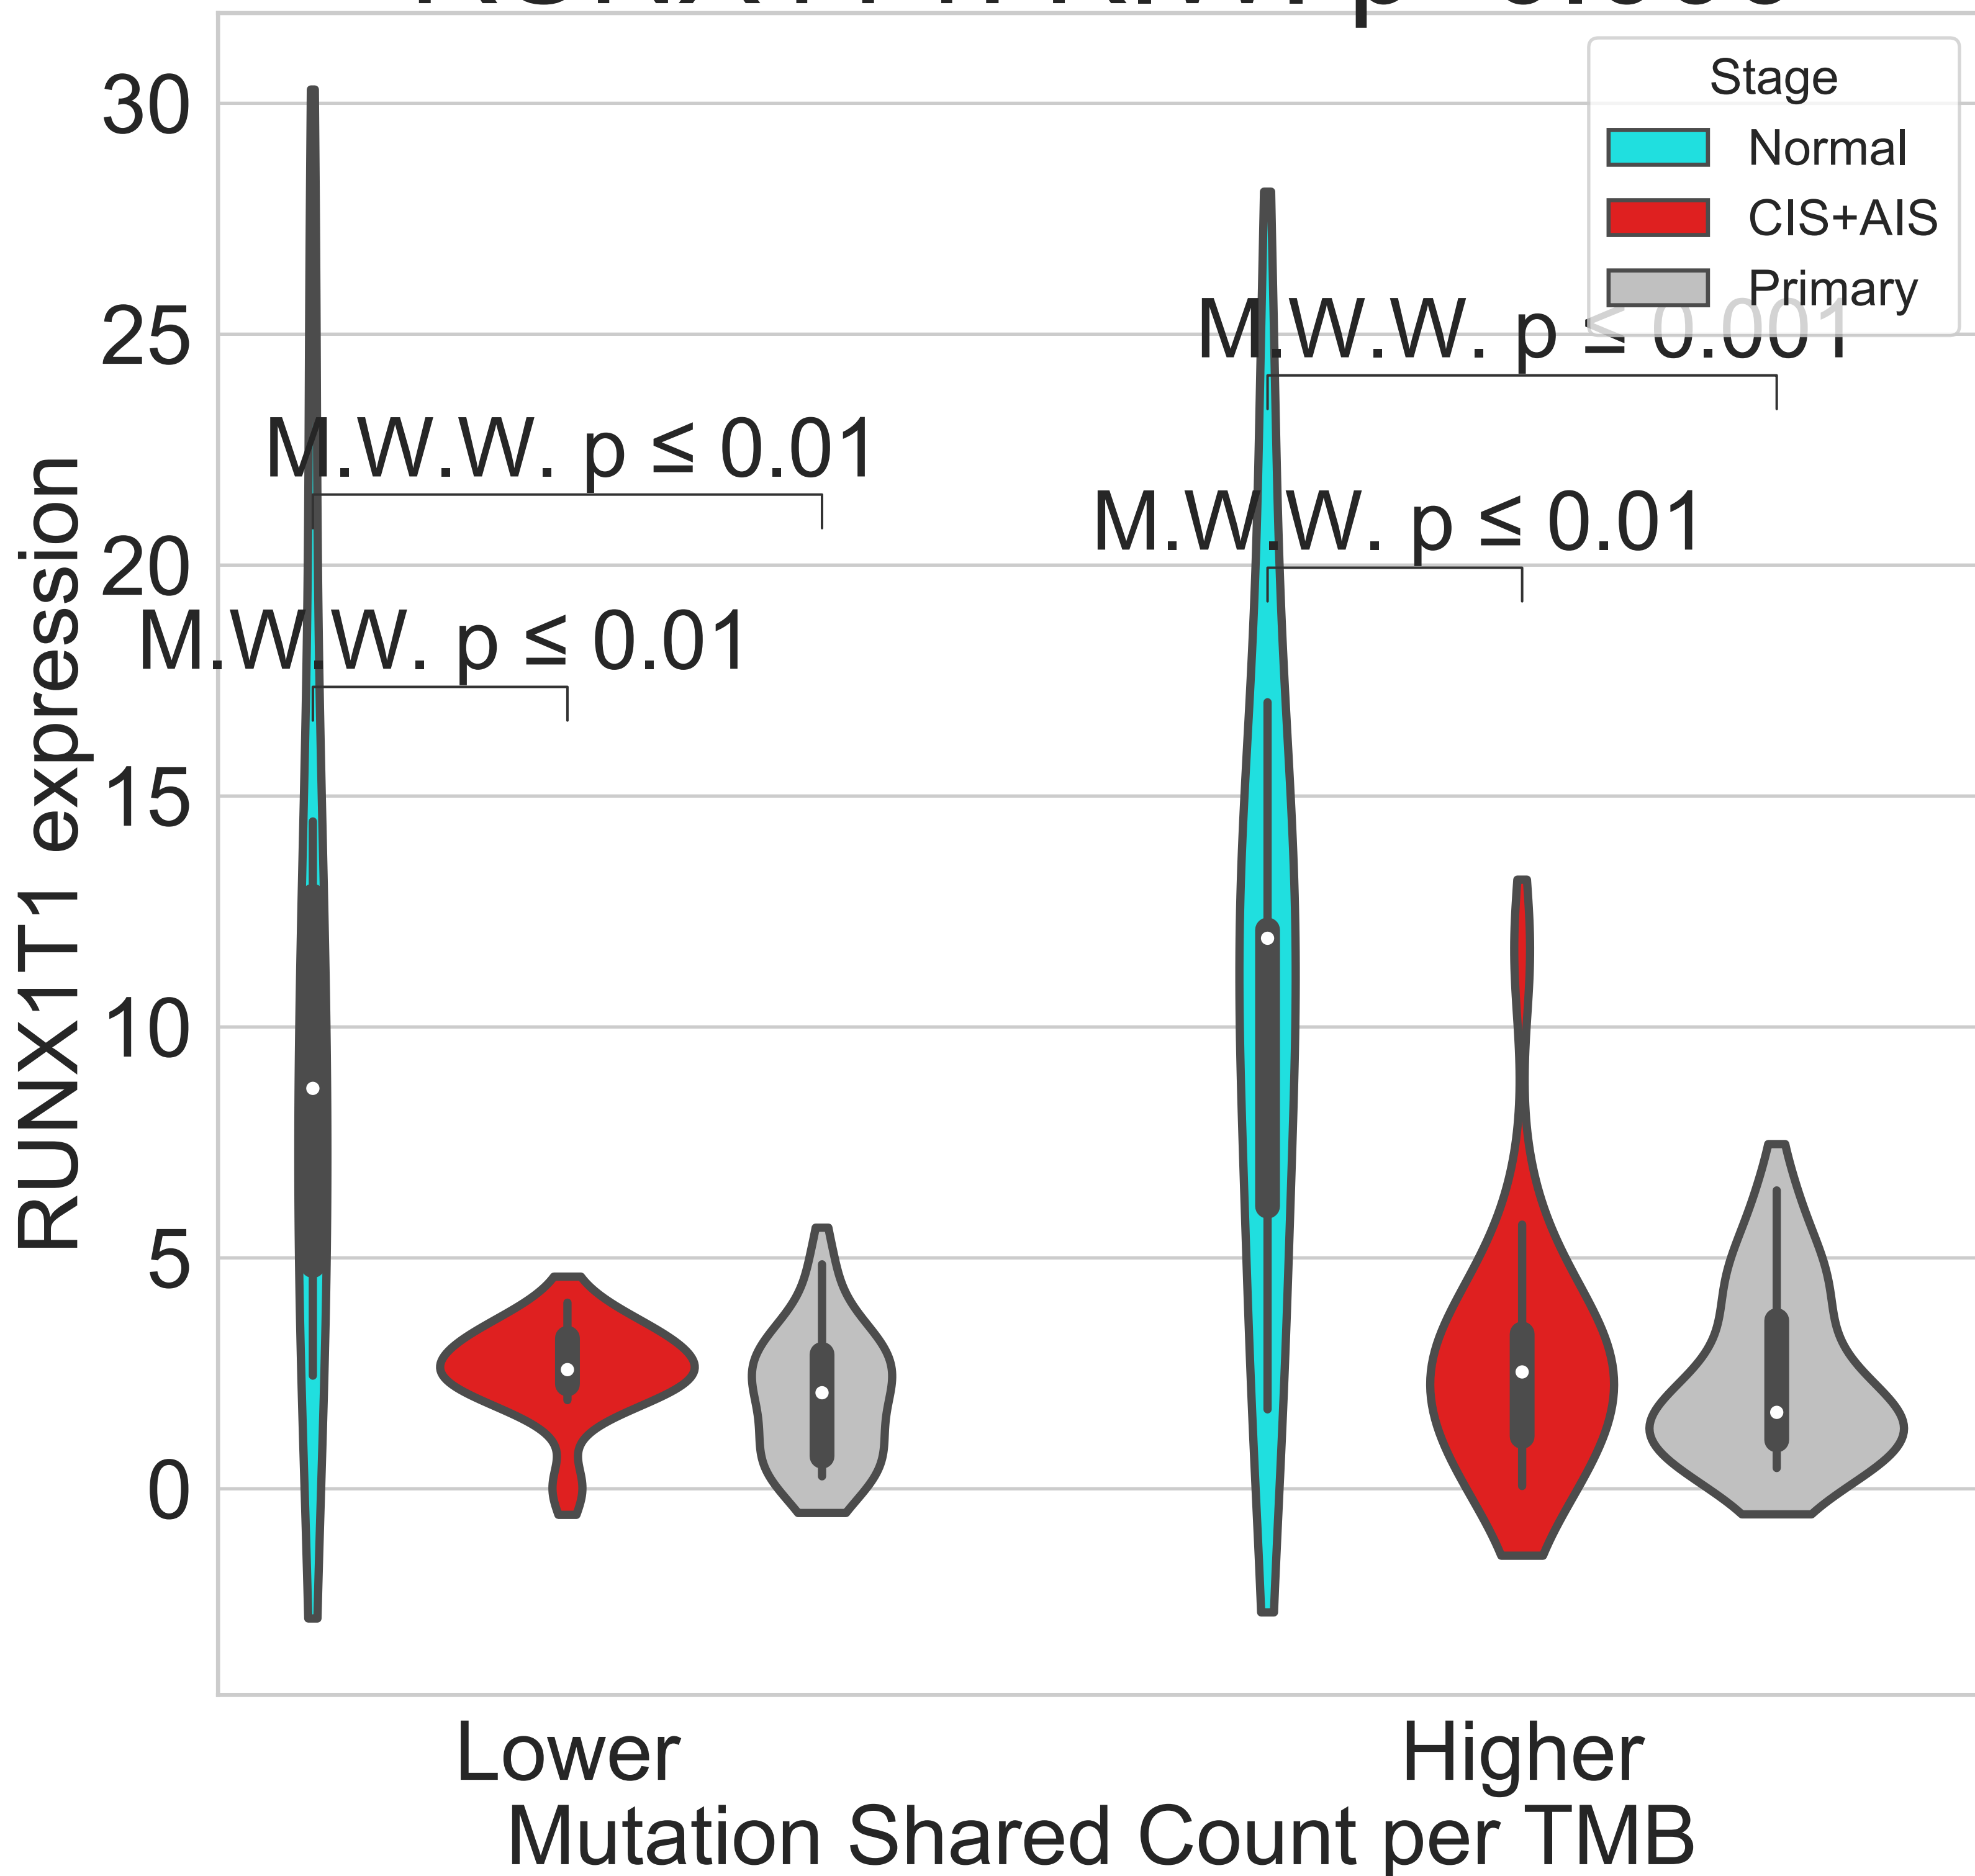 30
25
20
15
10
5
0
RUNX1T1 expression
Stage
Normal
CIS+AIS
Primary
M.W.W. p ≤ 0.001
M.W.W. p ≤ 0.01
M.W.W. p ≤ 0.01
M.W.W. p ≤ 0.01
Lower
Higher
Mutation Shared Count per TMB